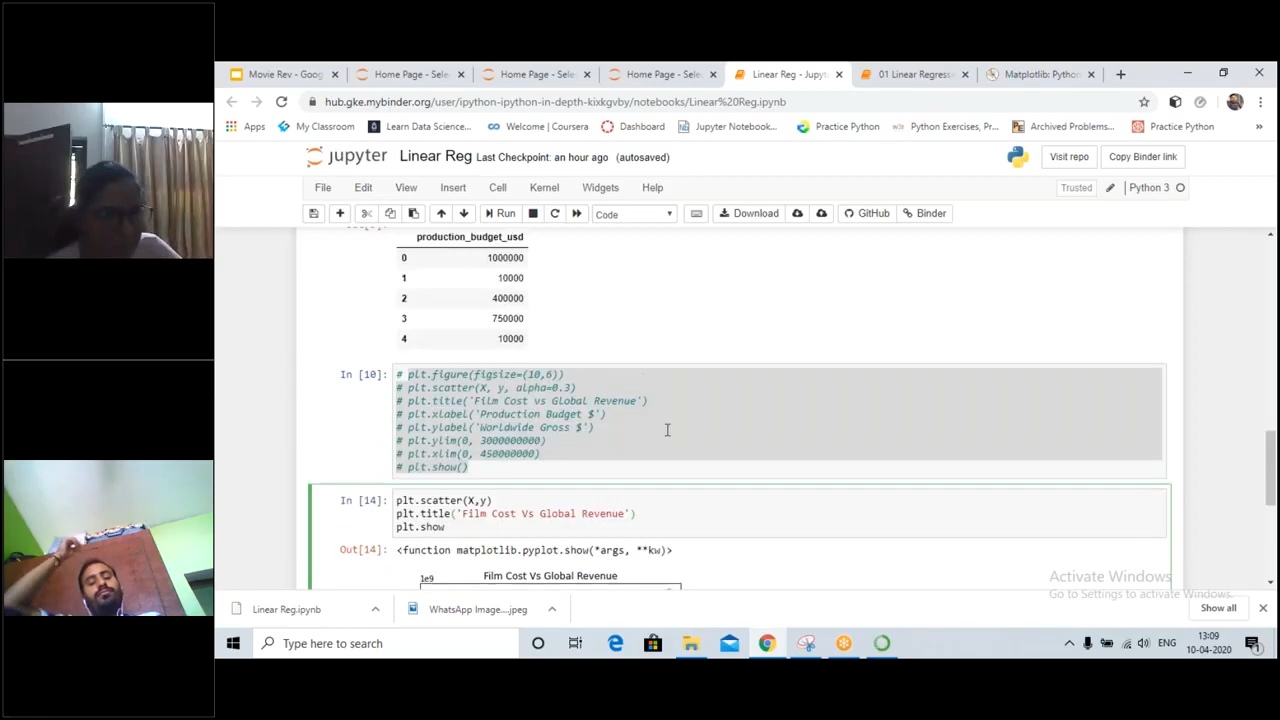 Movie Rev - Goog
Home Page - Sele
Home Page - Sele
Home Page - Sele
Linear Reg - Jupyt
01 Linear Regress
Matplotlib: Python
hub.gke.mybinder.org/user/ipython-ipython-in-depth-kixkgvby/notebooks/Linear%20Reg.ipynb
Apps
My Classroom
Learn Data Science...
Welcome | Coursera
Dashboard
Jupyter Notebook...
Practice Python
Python Exercises, Pr...
Archived Problems...
Practice Python
jupyter Linear Reg Last Checkpoint: an hour ago (autosaved)
Visit repo
Copy Binder link
File Edit View Insert Cell Kernel Widgets Help
Trusted
Python 3
Run
Code
Download
GitHub
Binder
production_budget_usd
0 1000000
1 10000
2 400000
3 750000
4 10000
In [10]:
# plt.figure(figsize=(10,6))
# plt.scatter(X, y, alpha=0.3)
# plt.title('Film Cost vs Global Revenue')
# plt.xlabel('Production Budget $')
# plt.ylabel('Worldwide Gross $')
# plt.ylim(0, 3000000000)
# plt.xlim(0, 450000000)
# plt.show()
In [14]:
plt.scatter(X,y)
plt.title('Film Cost Vs Global Revenue')
plt.show
Out[14]: <function matplotlib.pyplot.show(*args, **kw)>
1e9
Film Cost Vs Global Revenue
Activate Windows
Go to Settings to activate Windows.
Linear Reg.ipynb
WhatsApp Image....jpeg
Show all
Type here to search
ENG
13:09
10-04-2020